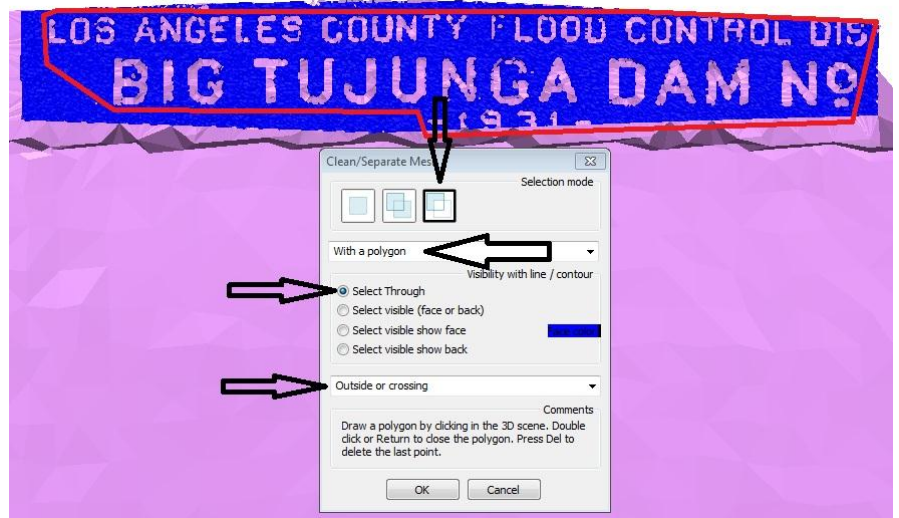 LOS ANGELES COUNTY FLOOD CONTROL DIS
BIG TUJUNGA DAM Nº
-1931-
Clean/Separate Mes
Selection mode
With a polygon
Visibility with line / contour
Select Through
Select visible (face or back)
Select visible show face
Select visible show back
Outside or crossing
Comments
Draw a polygon by clicking in the 3D scene. Double
click or Return to close the polygon. Press Del to
delete the last point.
OK
Cancel